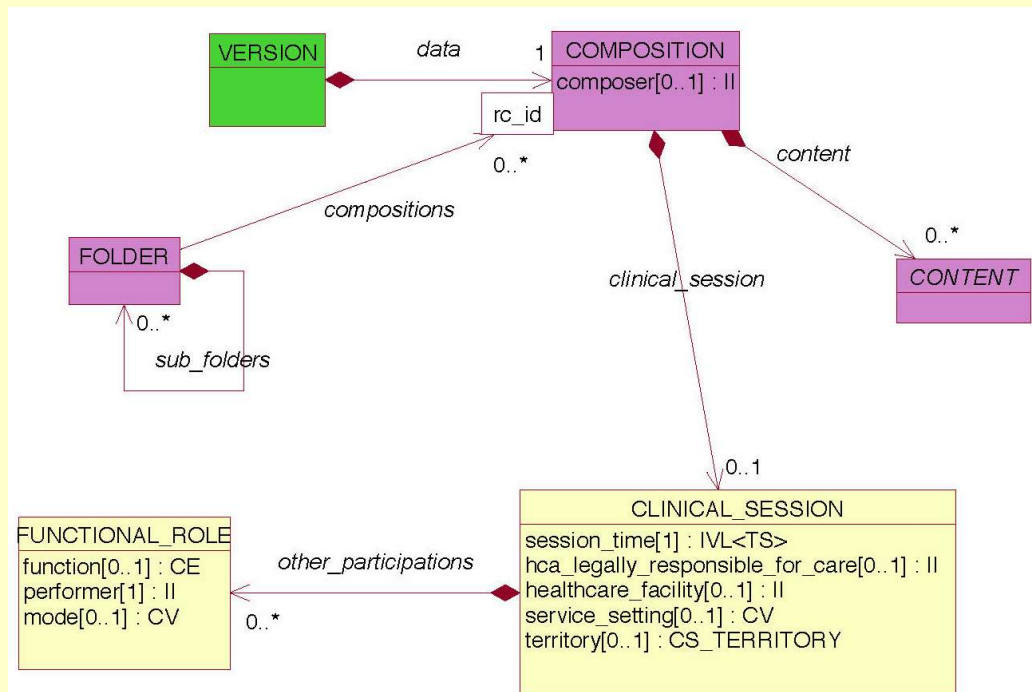 VERSION
data
1
COMPOSITION
composer[0..1] : II
rc_id
0..*
content
compositions
0..*
FOLDER
CONTENT
clinical_session
0..*
sub_folders
0..1
CLINICAL_SESSION
session_time[1] : IVL<TS>
hca_legally_responsible_for_care[0..1] : II
healthcare_facility[0..1] : II
service_setting[0..1] : CV
territory[0..1] : CS_TERRITORY
other_participations
0..*
FUNCTIONAL_ROLE
function[0..1] : CE
performer[1] : II
mode[0..1] : CV